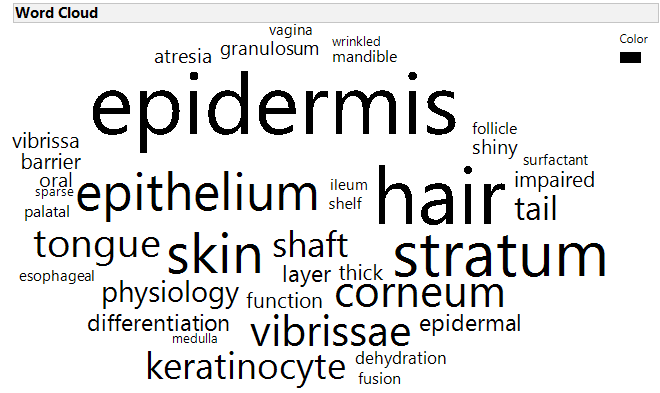 Word Cloud
Color
vagina
wrinkled
granulosum
atresia
mandible
epidermis
follicle
vibrissa
shiny
barrier
surfactant
oral
impaired
sparse
epithelium
ileum
hair
shelf
palatal
tail
tongue
skin
shaft
stratum
esophageal
layer
thick
physiology
function
corneum
differentiation
vibrissae
epidermal
medulla
keratinocyte
dehydration
fusion